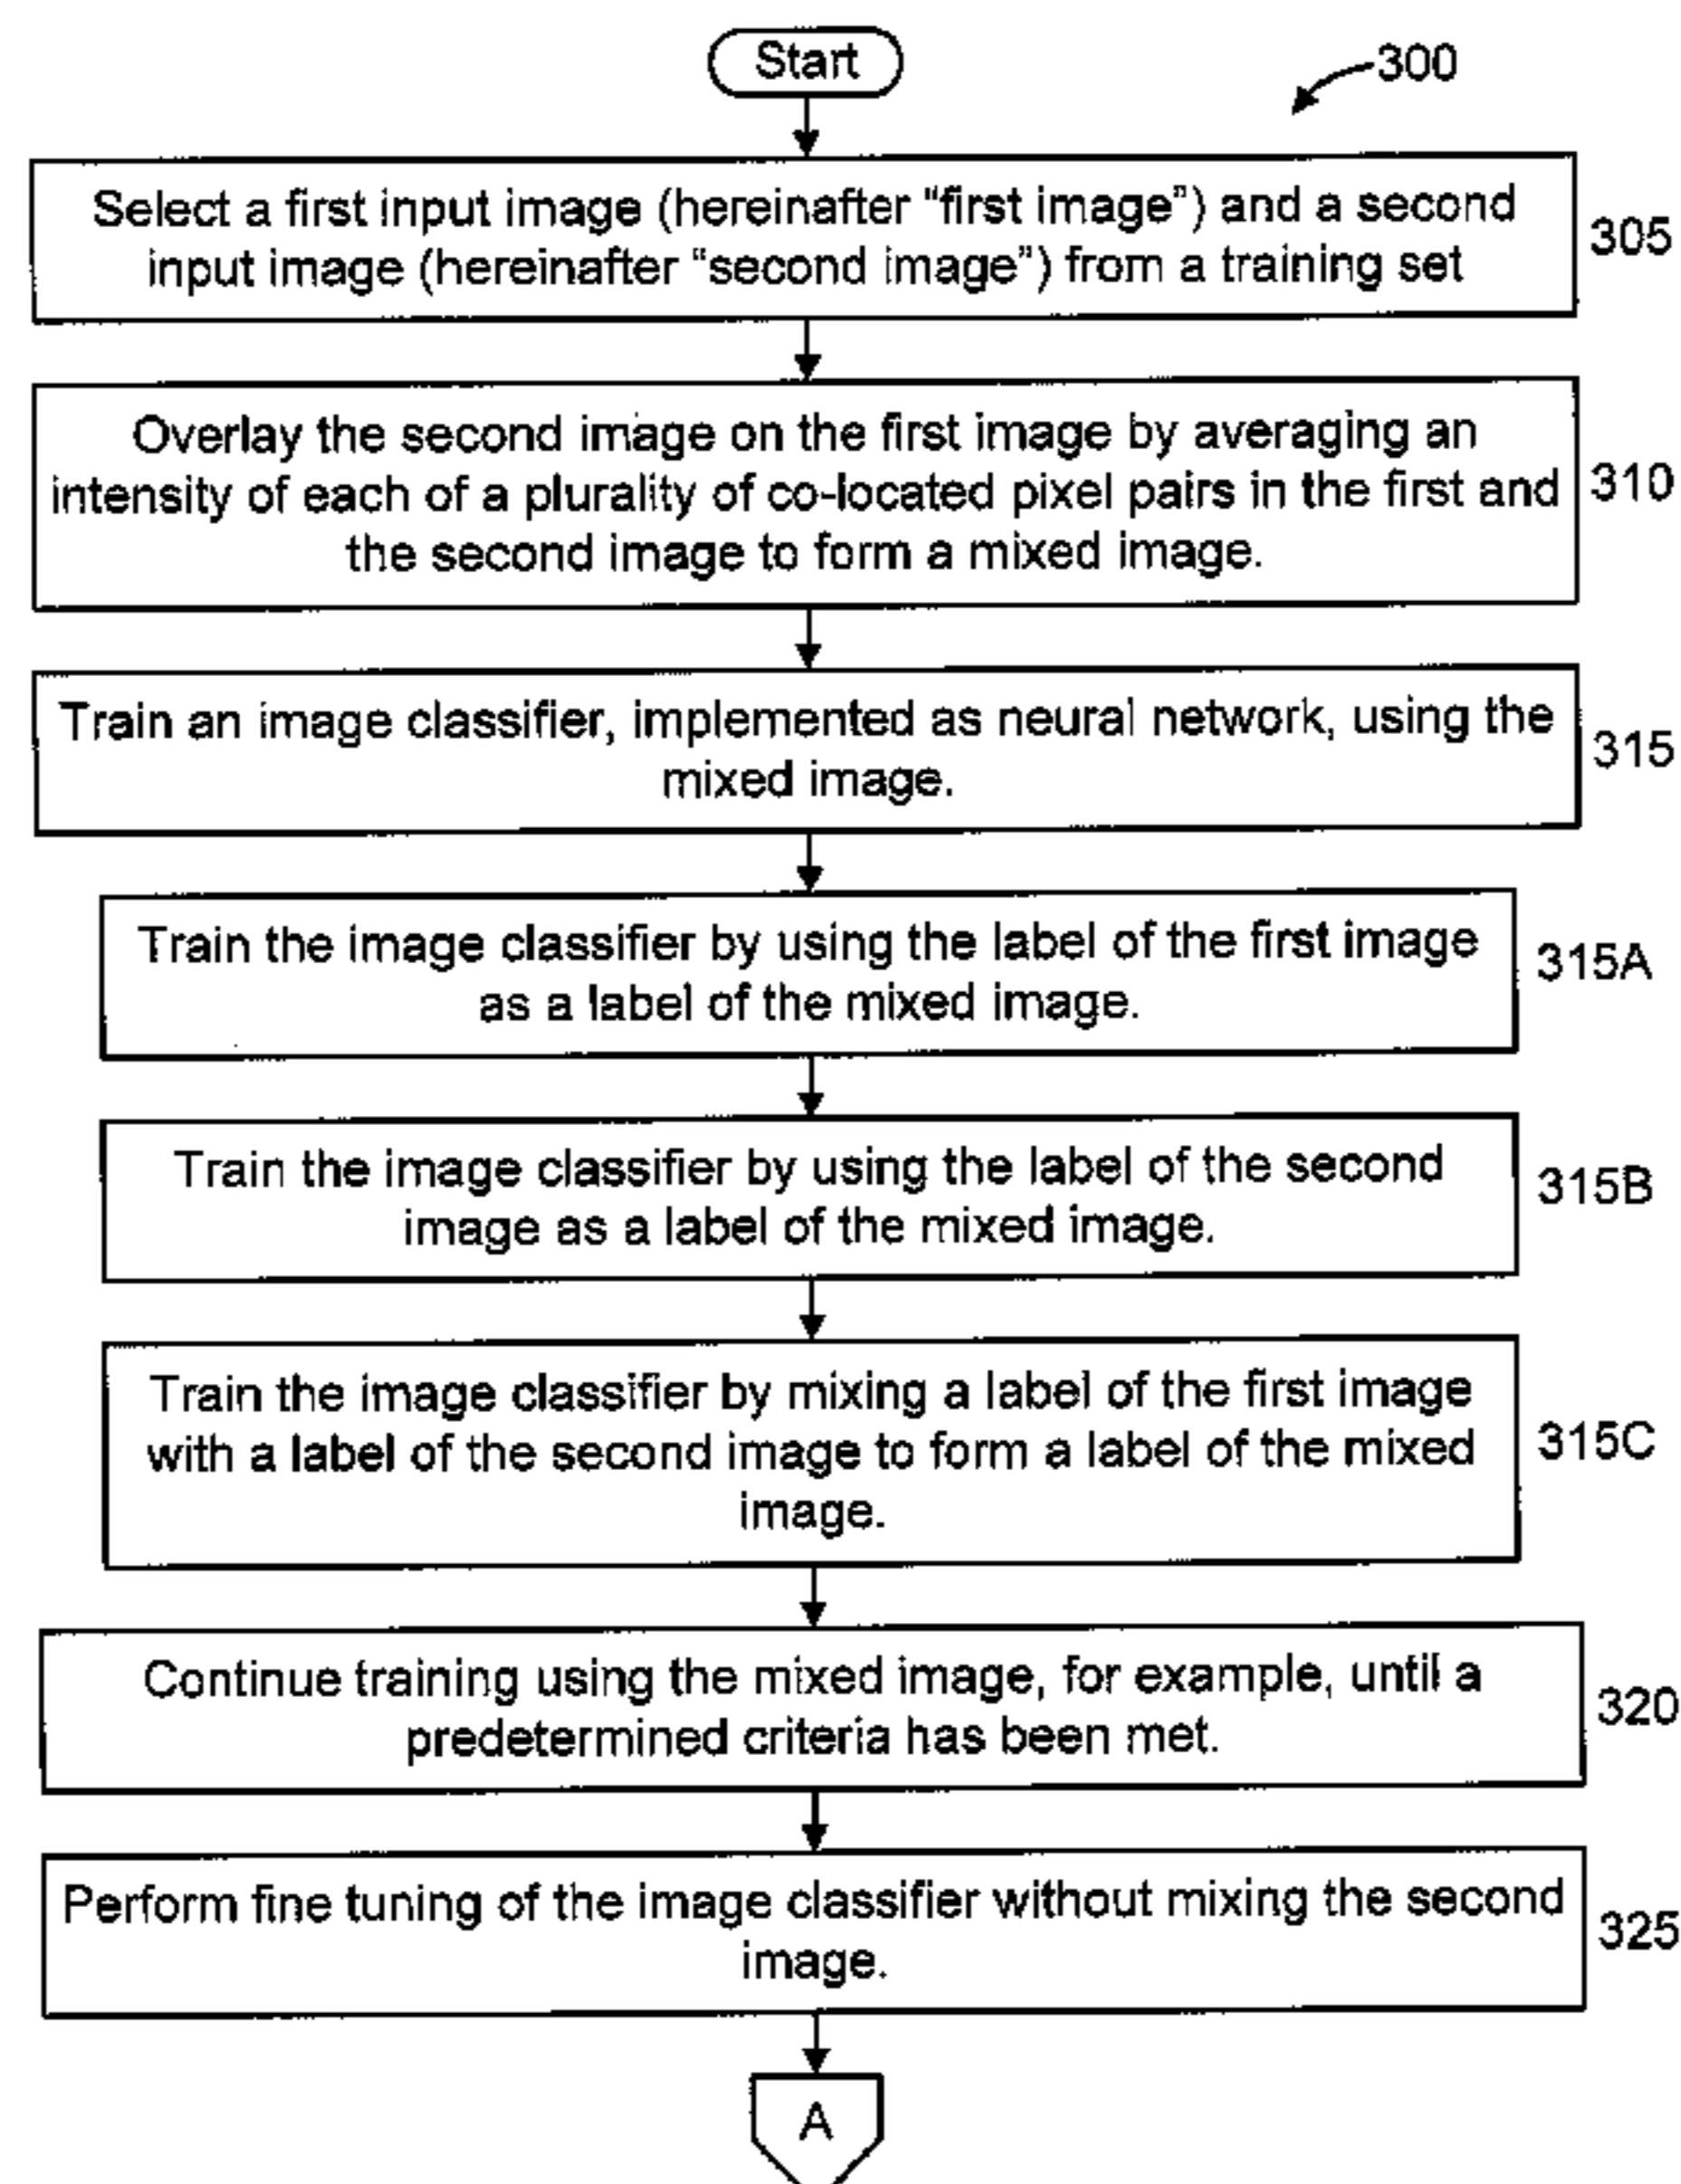 Start
300
Select a first input image (hereinafter "first image") and a second
input image (hereinafter "second image") from a training set
305
Overlay the second image on the first image by averaging an
intensity of each of a plurality of co-located pixel pairs in the first and
the second image to form a mixed image.
310
Train an image classifier, implemented as neural network, using the
mixed image.
315
Train the image classifier by using the label of the first image
as a label of the mixed image.
315A
Train the image classifier by using the label of the second
image as a label of the mixed image.
315B
Train the image classifier by mixing a label of the first image
with a label of the second image to form a label of the mixed
image.
315C
Continue training using the mixed image, for example, until a
predetermined criteria has been met.
320
Perform fine tuning of the image classifier without mixing the second
image.
325
A